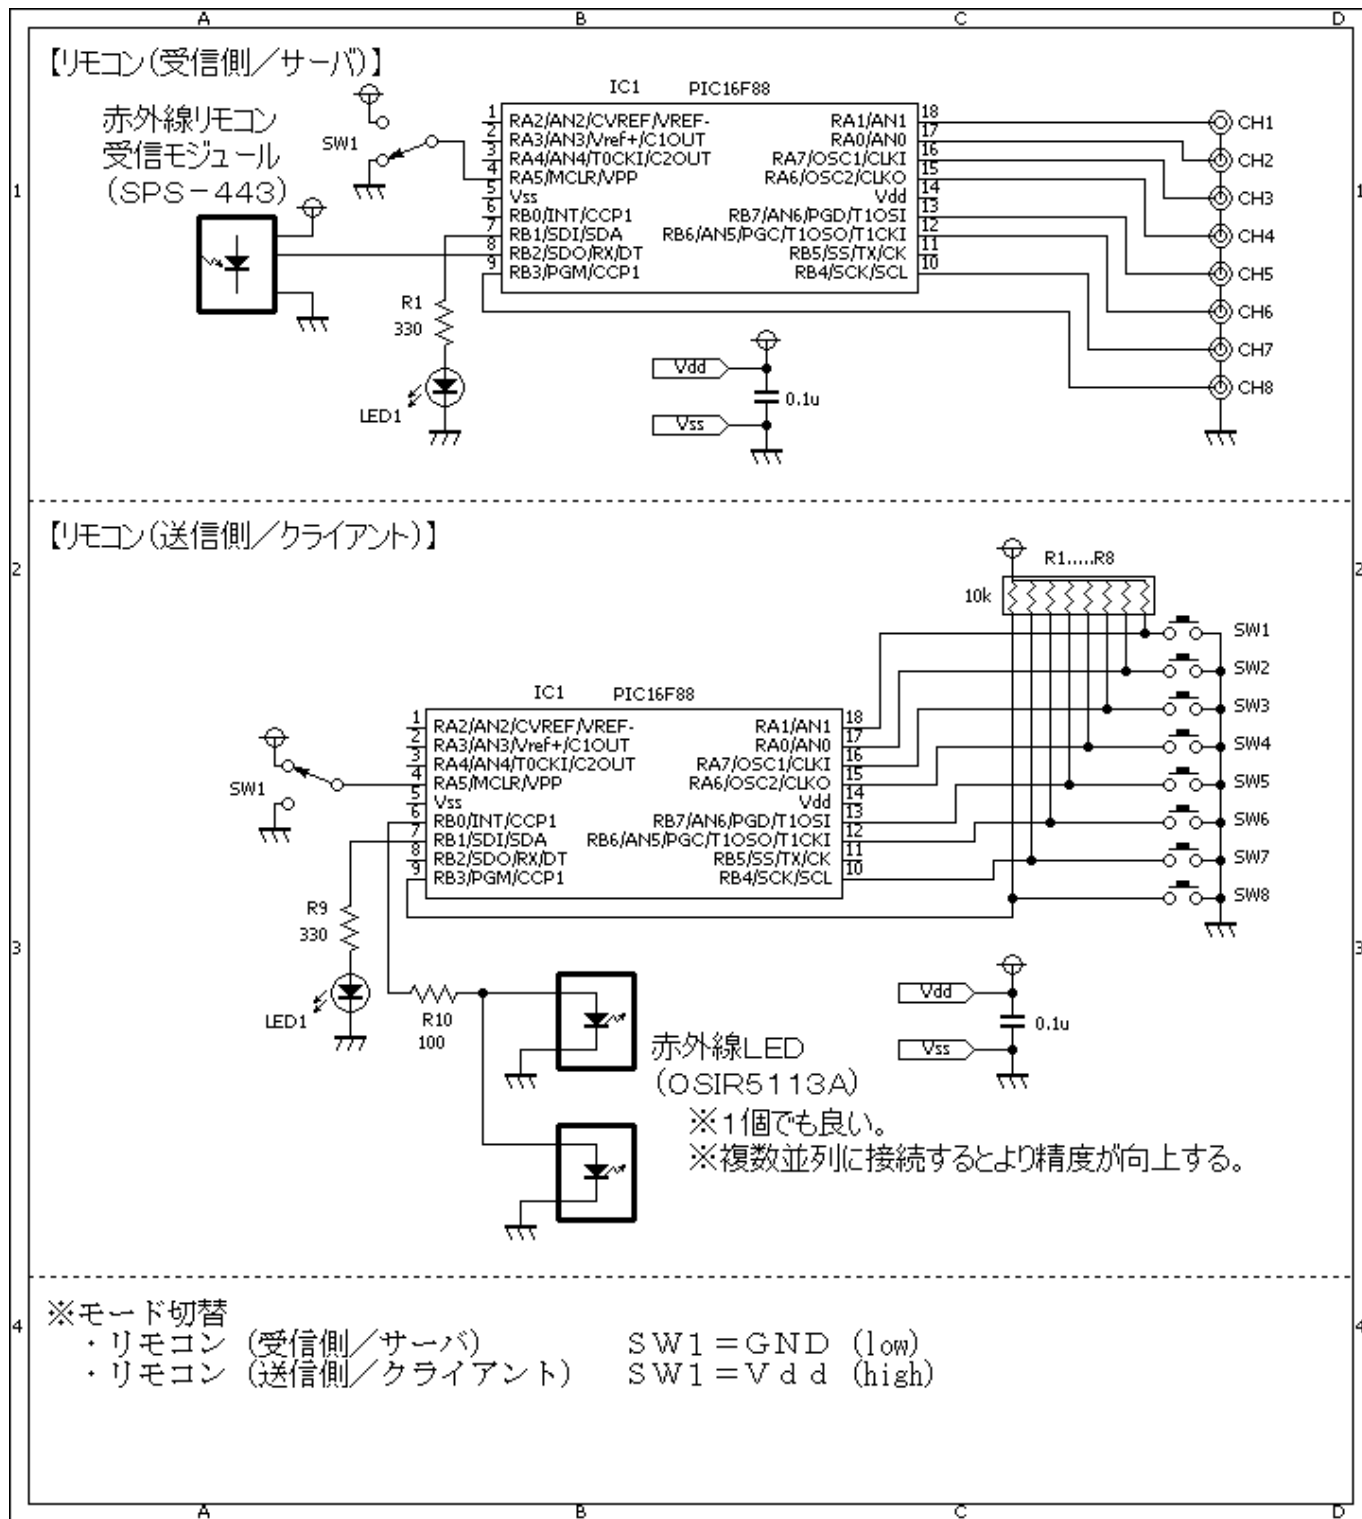 A B C D
【リモコン(受信側／サーバ)】
赤外線リモコン
受信モジュール
(SPS-443)
SW1
IC1 PIC16F88
1 RA2/AN2/CVREF/VREF-
2 RA3/AN3/Vref+/C1OUT
3 RA4/AN4/T0CKI/C2OUT
4 RA5/MCLR/VPP
5 Vss
6 RB0/INT/CCP1
7 RB1/SDI/SDA
8 RB2/SDO/RX/DT
9 RB3/PGM/CCP1
RA1/AN1 18
RA0/AN0 17
RA7/OSC1/CLKI 16
RA6/OSC2/CLKO 15
Vdd 14
RB7/AN6/PGD/T1OSI 13
RB6/AN5/PGC/T1OSO/T1CKI 12
RB5/SS/TX/CK 11
RB4/SCK/SCL 10
CH1
CH2
CH3
CH4
CH5
CH6
CH7
CH8
1 1
R1
330
LED1
Vdd
0.1u
Vss
【リモコン(送信側／クライアント)】
2 2
R1.....R8
10k
SW1
SW2
SW3
SW4
SW5
SW6
SW7
SW8
IC1 PIC16F88
SW1
1 RA2/AN2/CVREF/VREF-
2 RA3/AN3/Vref+/C1OUT
3 RA4/AN4/T0CKI/C2OUT
4 RA5/MCLR/VPP
5 Vss
6 RB0/INT/CCP1
7 RB1/SDI/SDA
8 RB2/SDO/RX/DT
9 RB3/PGM/CCP1
RA1/AN1 18
RA0/AN0 17
RA7/OSC1/CLKI 16
RA6/OSC2/CLKO 15
Vdd 14
RB7/AN6/PGD/T1OSI 13
RB6/AN5/PGC/T1OSO/T1CKI 12
RB5/SS/TX/CK 11
RB4/SCK/SCL 10
3 3
R9
330
LED1
R10
100
Vdd
0.1u
Vss
赤外線LED
(OSIR5113A)
※1個でも良い。
※複数並列に接続するとより精度が向上する。
4 4
※モード切替
・リモコン (受信側／サーバ) SW1=GND (low)
・リモコン (送信側／クライアント) SW1=Vdd (high)
A B C D